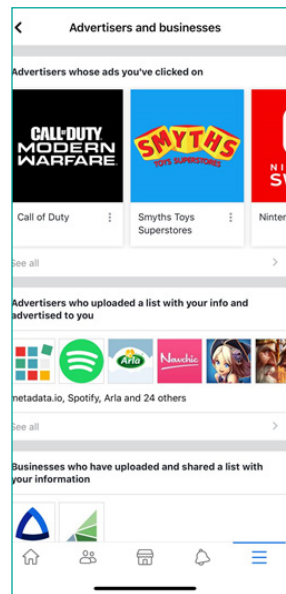 Advertisers and businesses
Advertisers whose ads you've clicked on
CALL OF DUTY
MODERN
WARFARE
SMYTHS
TOYS SUPERSTORES
Call of Duty
Smyths Toys
Superstores
See all
Advertisers who uploaded a list with your info and
advertised to you
Arla
metadata.io, Spotify, Arla and 24 others
See all
Businesses who have uploaded and shared a list with
your information